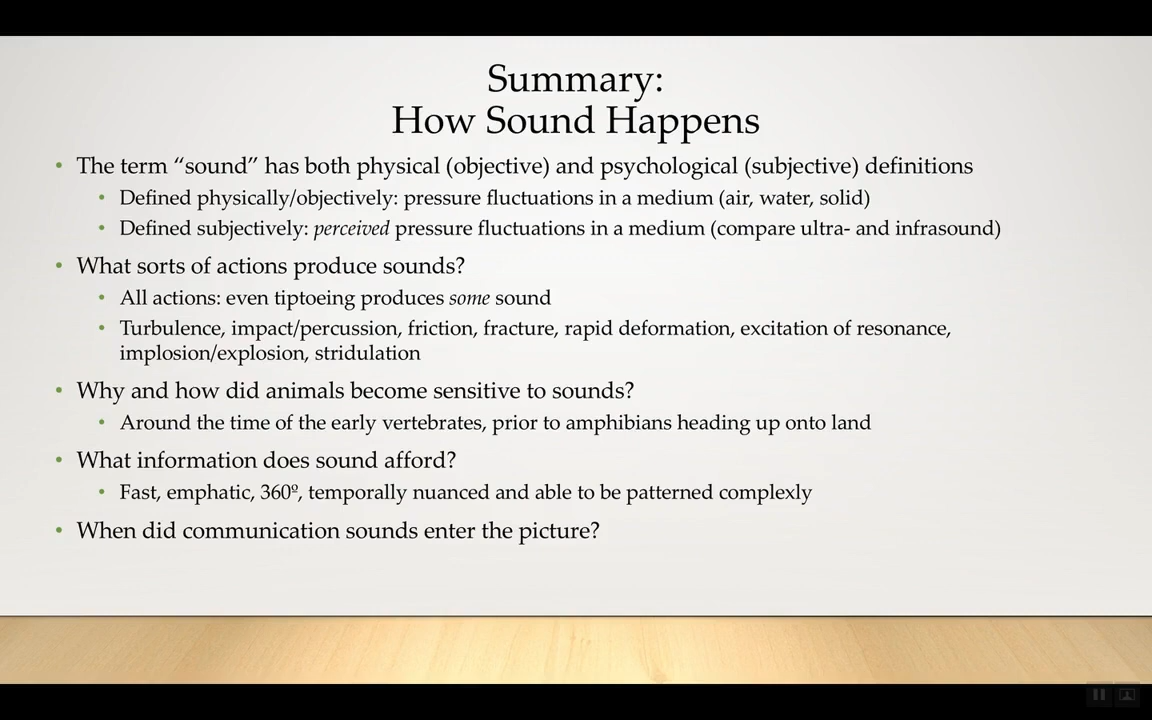 Summary:
How Sound Happens
• The term “sound” has both physical (objective) and psychological (subjective) definitions
• Defined physically/objectively: pressure fluctuations in a medium (air, water, solid)
• Defined subjectively: perceived pressure fluctuations in a medium (compare ultra- and infrasound)
• What sorts of actions produce sounds?
• All actions: even tiptoeing produces some sound
• Turbulence, impact/percussion, friction, fracture, rapid deformation, excitation of resonance,
implosion/explosion, stridulation
• Why and how did animals become sensitive to sounds?
• Around the time of the early vertebrates, prior to amphibians heading up onto land
• What information does sound afford?
• Fast, emphatic, 360º, temporally nuanced and able to be patterned complexly
• When did communication sounds enter the picture?